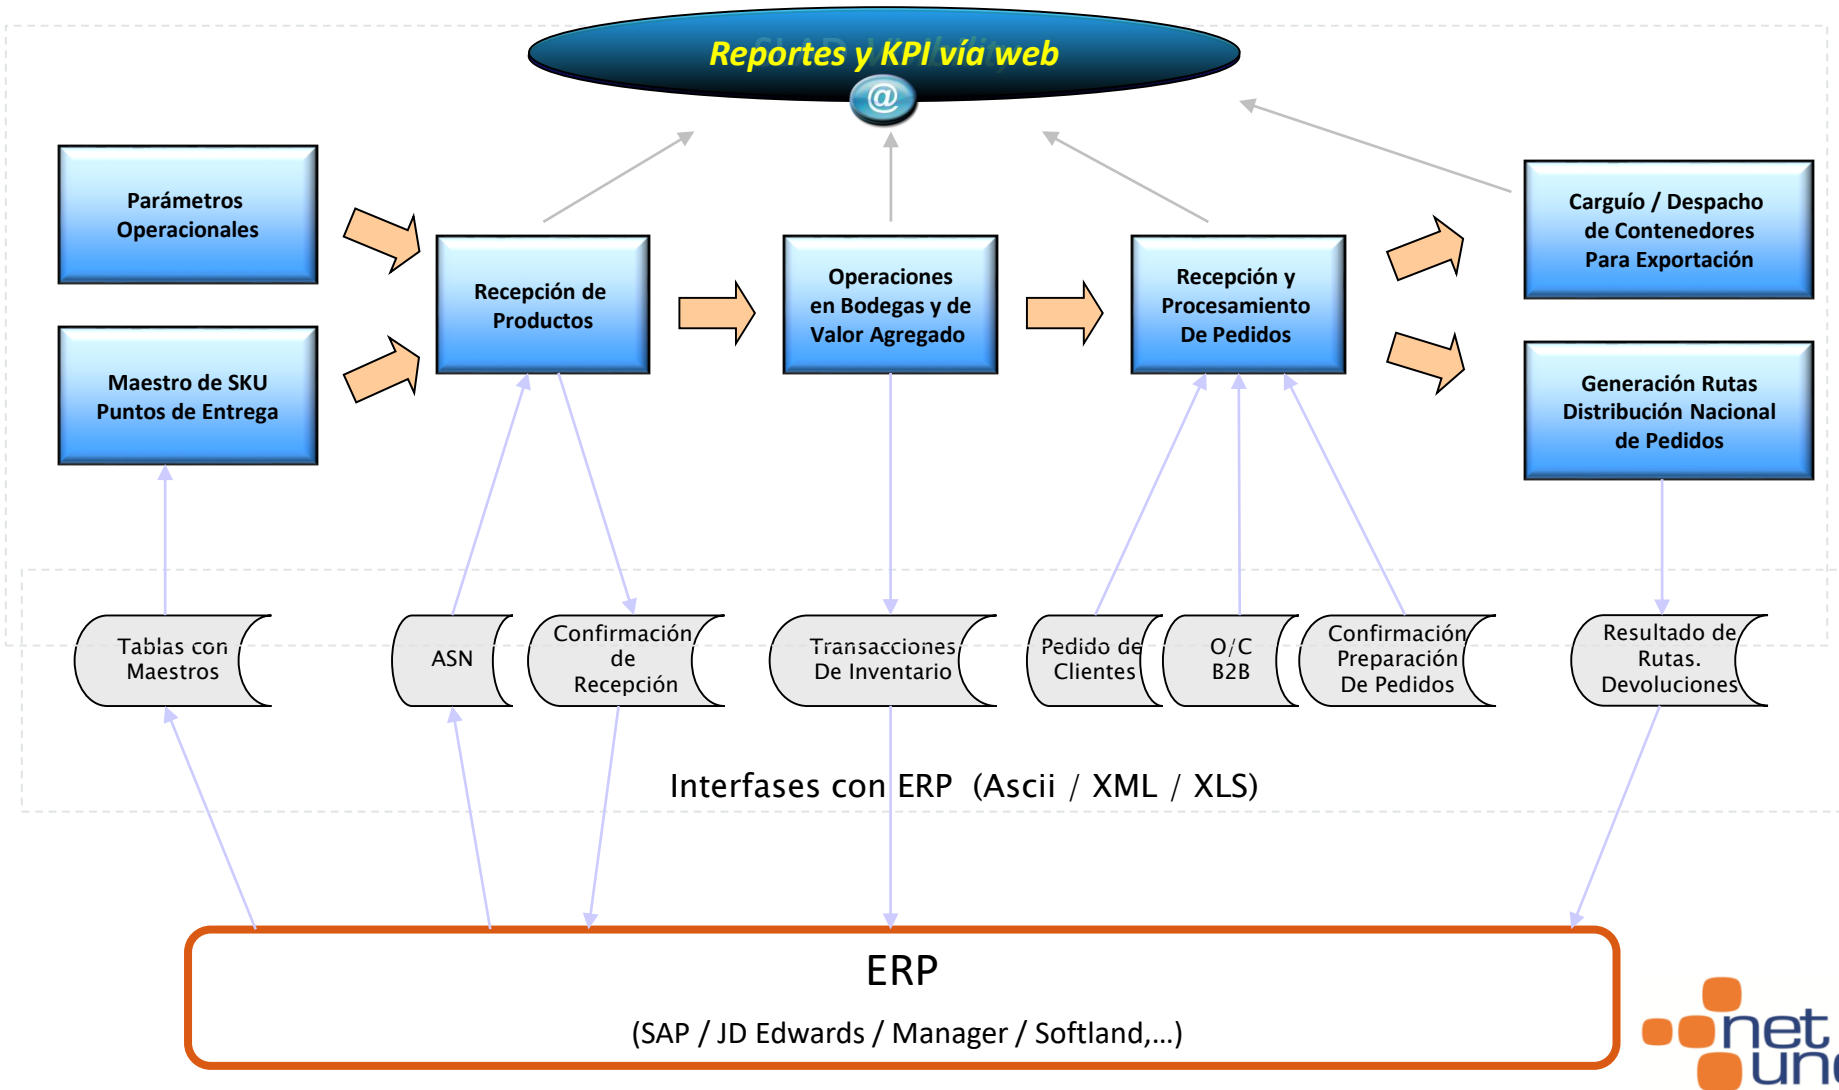 Reportes y KPI vía web
@
Parámetros
Operacionales
Maestro de SKU
Puntos de Entrega
Recepción de
Productos
Operaciones
en Bodegas y de
Valor Agregado
Recepción y
Procesamiento
De Pedidos
Carguío / Despacho
de Contenedores
Para Exportación
Generación Rutas
Distribución Nacional
de Pedidos
Tablas con
Maestros
ASN
Confirmación
de
Recepción
Transacciones
De Inventario
Pedido de
Clientes
O/C
B2B
Confirmación
Preparación
De Pedidos
Resultado de
Rutas.
Devoluciones
Interfases con ERP (Ascii / XML / XLS)
ERP
(SAP / JD Edwards / Manager / Softland,...)
net